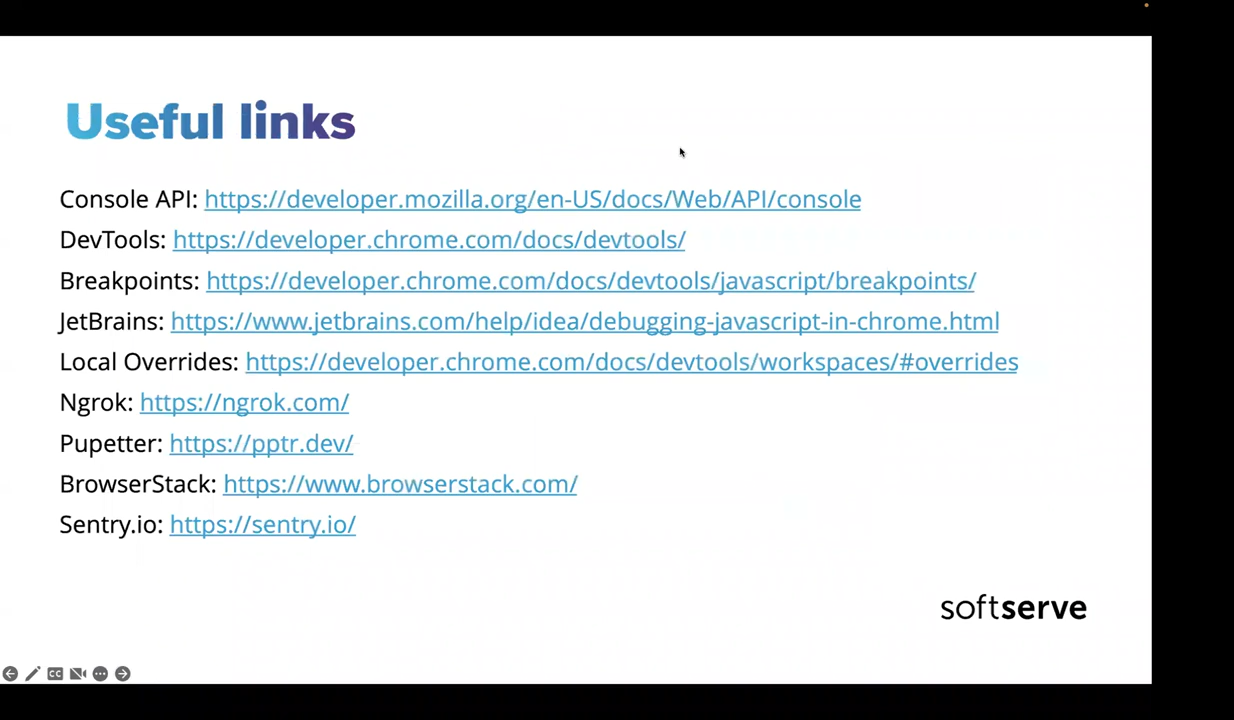 Useful links
Console API: https://developer.mozilla.org/en-US/docs/Web/API/console
DevTools: https://developer.chrome.com/docs/devtools/
Breakpoints: https://developer.chrome.com/docs/devtools/javascript/breakpoints/
JetBrains: https://www.jetbrains.com/help/idea/debugging-javascript-in-chrome.html
Local Overrides: https://developer.chrome.com/docs/devtools/workspaces/#overrides
Ngrok: https://ngrok.com/
Pupetter: https://pptr.dev/
BrowserStack: https://www.browserstack.com/
Sentry.io: https://sentry.io/
softserve
CC